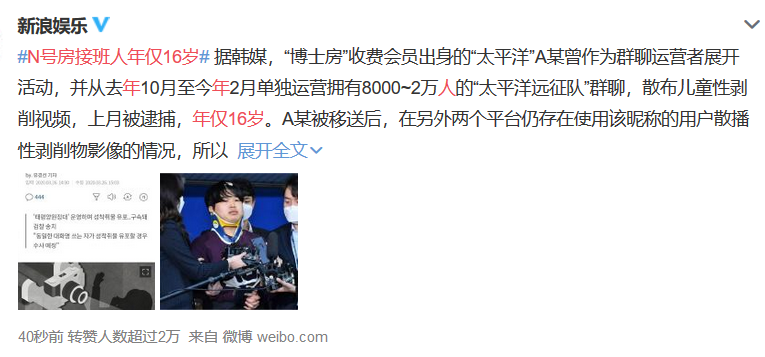 新浪娱乐
#N号房接班人年仅16岁# 据韩媒，“博士房”收费会员出身的“太平洋”A某曾作为群聊运营者展开
活动，并从去年10月至今年2月单独运营拥有8000~2万人的“太平洋远征队”群聊，散布儿童性剥
削视频，上月被逮捕，年仅16岁。A某被移送后，在另外两个平台仍存在使用该昵称的用户散播
性剥削物影像的情况，所以 展开全文
444
'태평양원정대' 운영하며 성착취물 유포…구속돼
검찰 송치
"동일한 대화명 쓰는 자가 성착취물 유포할 경우
수사 예정"
40秒前 转赞人数超过2万 来自 微博 weibo.com